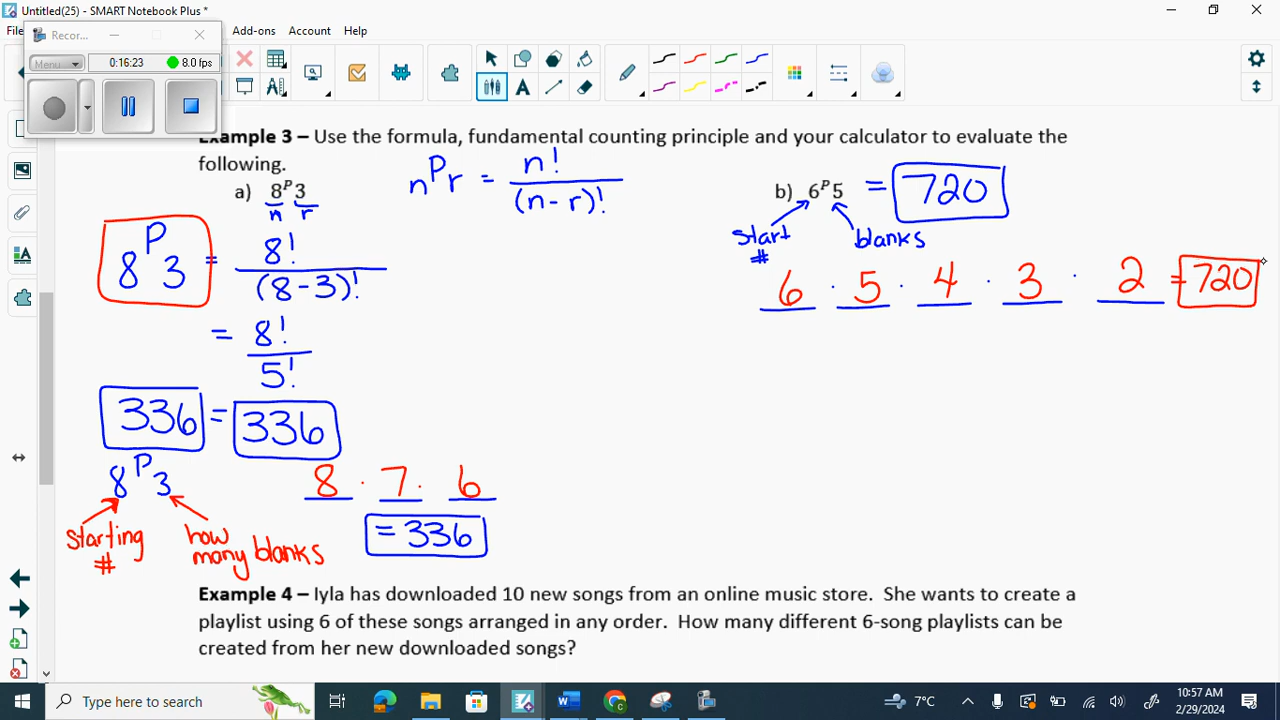 Untitled(25) - SMART Notebook Plus *
Recor...
File
Add-ons
Account
Help
0:16:23
8.0 fps
Menu
Example 3 – Use the formula, fundamental counting principle and your calculator to evaluate the
following.
a) 8P3
n r
nPr = n! / (n - r)!
b) 6P5 = 720
start #
blanks
6 · 5 · 4 · 3 · 2 = 720
8P3 = 8! / (8 - 3)!
= 8! / 5!
336 = 336
8P3
starting #
how many blanks
8 · 7 · 6
= 336
Example 4 – Iyla has downloaded 10 new songs from an online music store. She wants to create a
playlist using 6 of these songs arranged in any order. How many different 6-song playlists can be
created from her new downloaded songs?
Type here to search
7°C
10:57 AM
2/29/2024